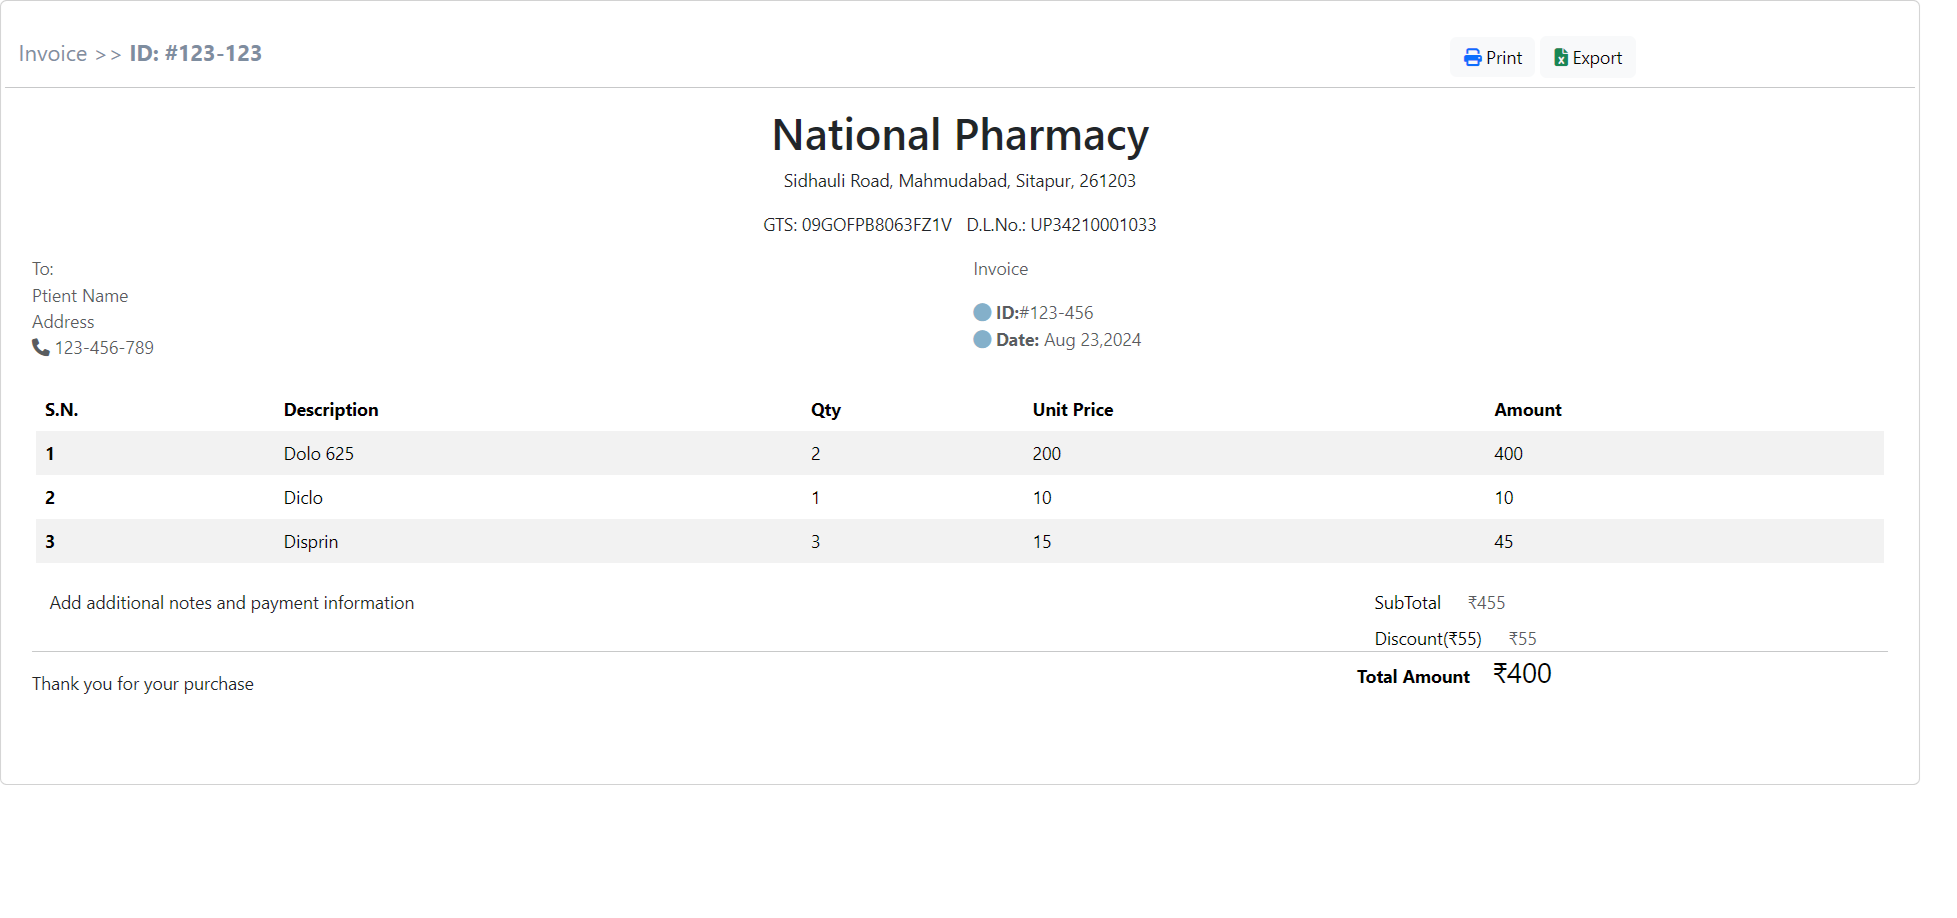 Invoice >> ID: #123-123
Print Export
National Pharmacy
Sidhauli Road, Mahmudabad, Sitapur, 261203
GTS: 09GOFPB8063FZ1V D.L.No.: UP34210001033
To:
Ptient Name
Address
123-456-789
Invoice
ID:#123-456
Date: Aug 23,2024
S.N. Description Qty Unit Price Amount
1 Dolo 625 2 200 400
2 Diclo 1 10 10
3 Disprin 3 15 45
Add additional notes and payment information
SubTotal ₹455
Discount(₹55) ₹55
Total Amount ₹400
Thank you for your purchase